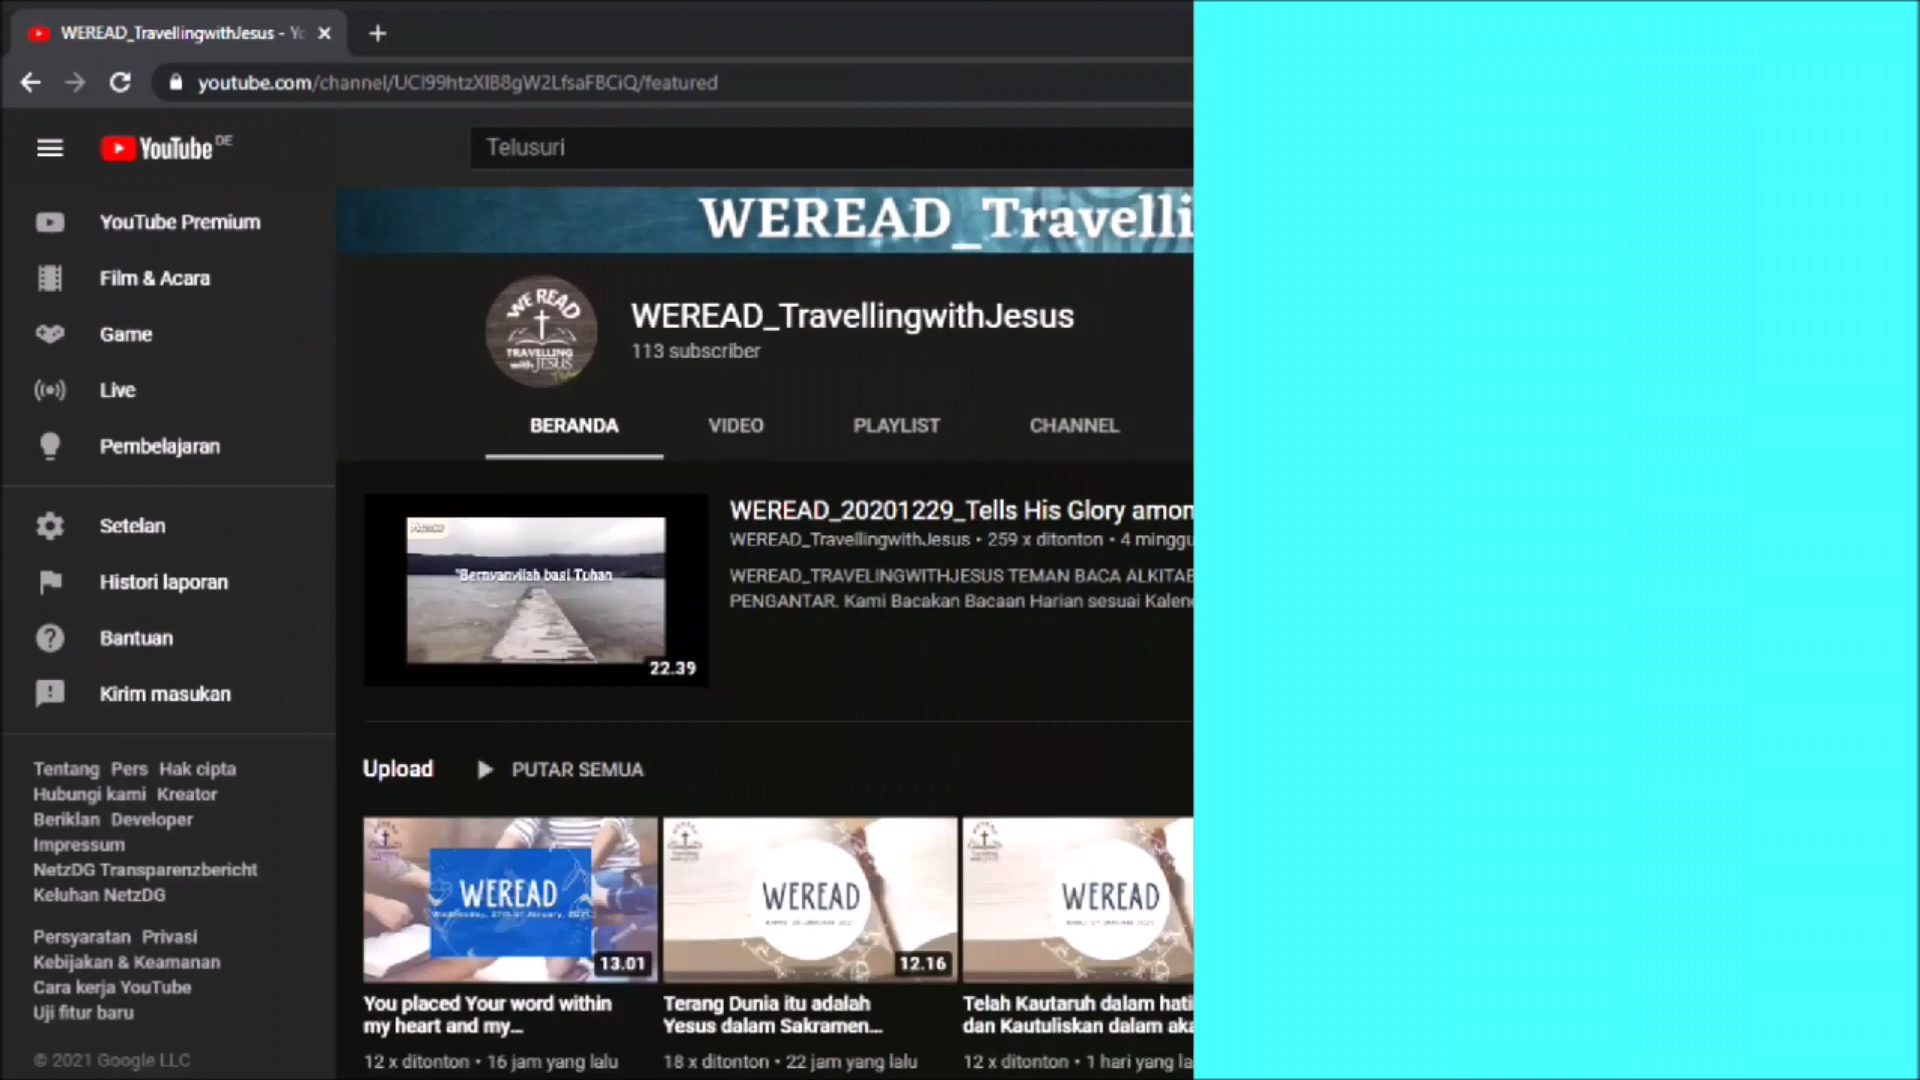 WEREAD_TravellingwithJesus - Yo
youtube.com/channel/UCI99htzXIB8gW2LfsaFBCiQ/featured
YouTube DE
Telusuri
WEREAD_Travelli
YouTube Premium
Film & Acara
Game
Live
Pembelajaran
Setelan
Histori laporan
Bantuan
Kirim masukan
Tentang Pers Hak cipta
Hubungi kami Kreator
Beriklan Developer
Impressum
NetzDG Transparenzbericht
Keluhan NetzDG
Persyaratan Privasi
Kebijakan & Keamanan
Cara kerja YouTube
Uji fitur baru
© 2021 Google LLC
WE READ
TRAVELLING
with JESUS
WEREAD_TravellingwithJesus
113 subscriber
BERANDA VIDEO PLAYLIST CHANNEL
"Bernyanyilah bagi Tuhan
22.39
WEREAD_20201229_Tells His Glory amon
WEREAD_TravellingwithJesus • 259 x ditonton • 4 minggu
WEREAD_TRAVELINGWITHJESUS TEMAN BACA ALKITAB
PENGANTAR. Kami Bacakan Bacaan Harian sesuai Kalen
Upload PUTAR SEMUA
WEREAD
13.01
You placed Your word within
my heart and my...
12 x ditonton • 16 jam yang lalu
WEREAD
12.16
Terang Dunia itu adalah
Yesus dalam Sakramen...
18 x ditonton • 22 jam yang lalu
WEREAD
Telah Kautaruh dalam hati
dan Kautuliskan dalam aka
12 x ditonton • 1 hari yang la